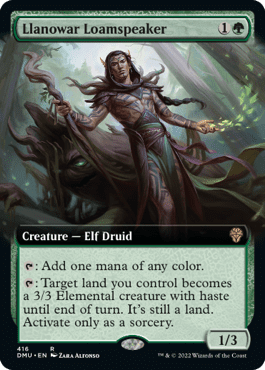 Llanowar Loamspeaker 1
Creature — Elf Druid
: Add one mana of any color.
: Target land you control becomes
a 3/3 Elemental creature with haste
until end of turn. It's still a land.
Activate only as a sorcery.
1/3
416 R
DMU • EN Zara Alfonso ™ & © 2022 Wizards of the Coast